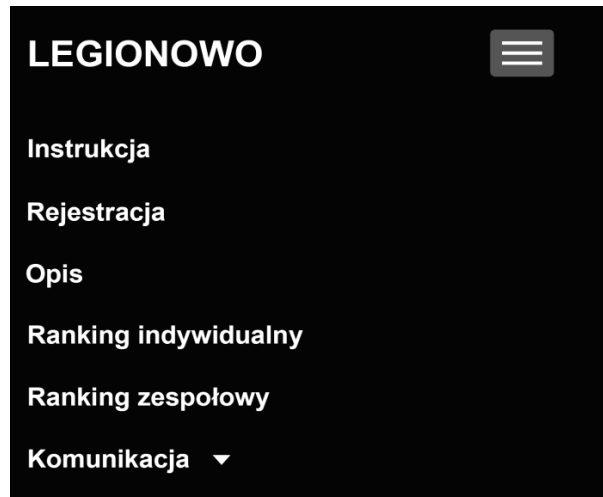 LEGIONOWO
Instrukcja
Rejestracja
Opis
Ranking indywidualny
Ranking zespołowy
Komunikacja